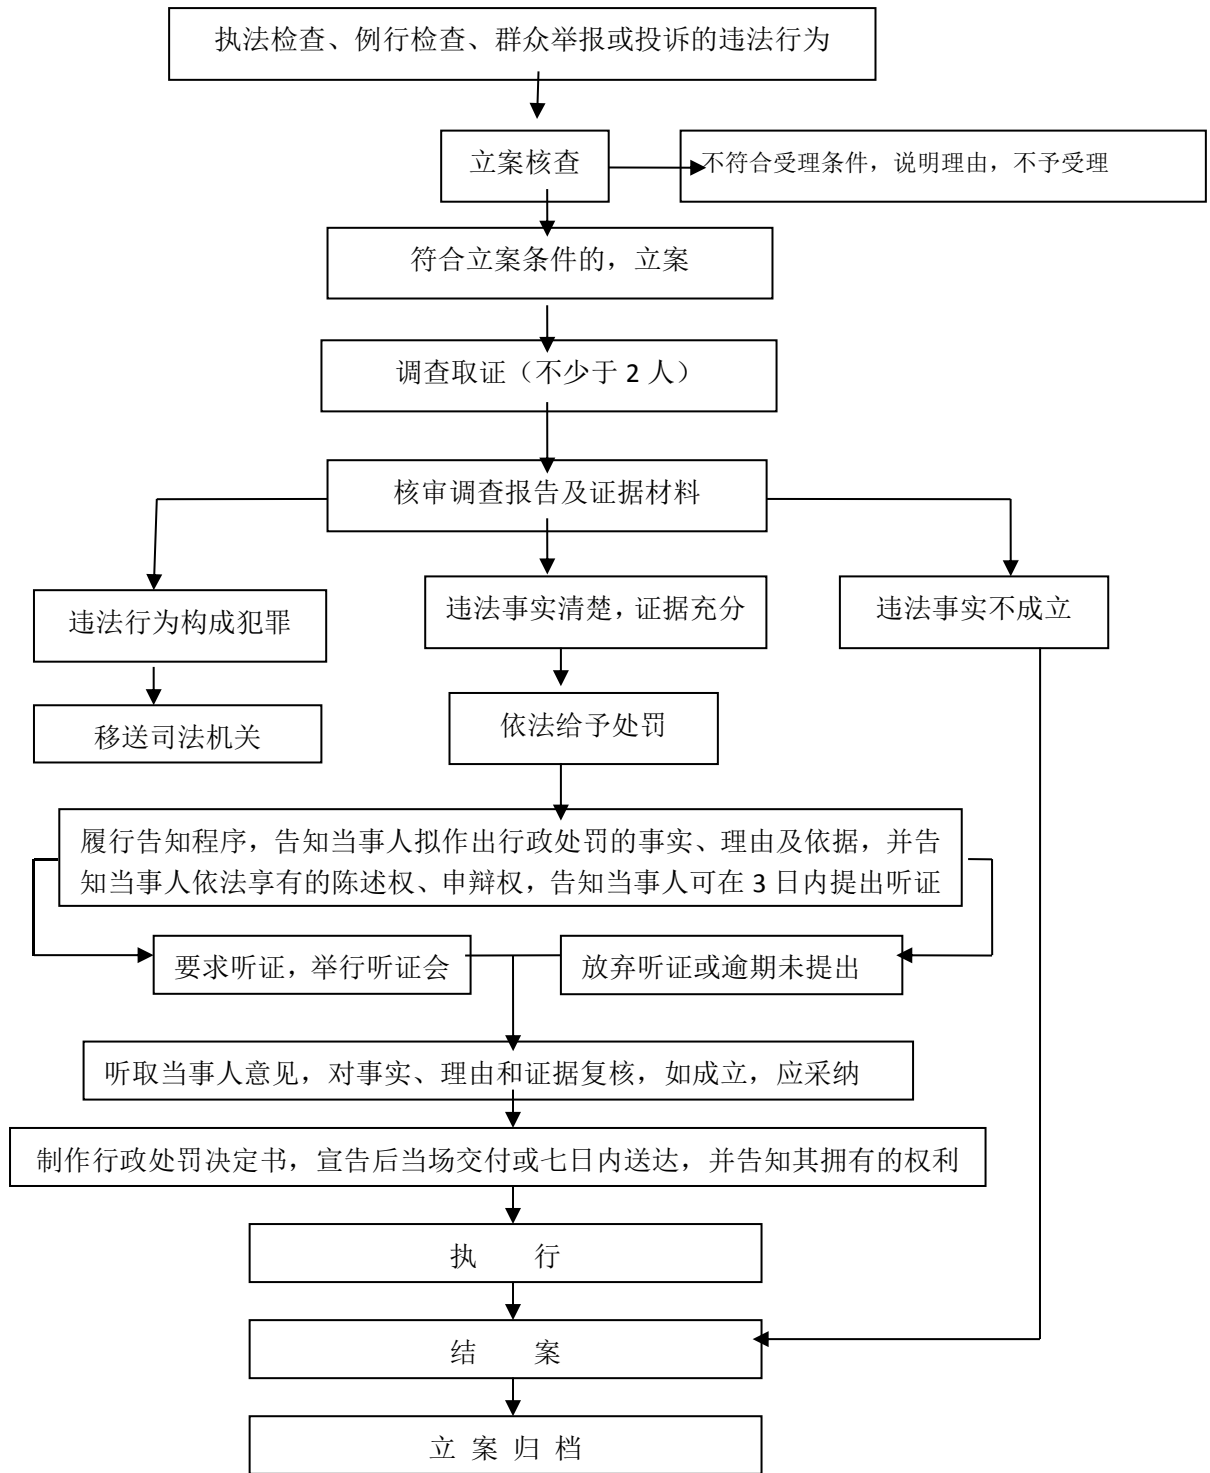 执法检查、例行检查、群众举报或投诉的违法行为
立案核查
不符合受理条件，说明理由，不予受理
符合立案条件的，立案
调查取证（不少于 2 人）
核审调查报告及证据材料
违法行为构成犯罪
违法事实清楚，证据充分
违法事实不成立
移送司法机关
依法给予处罚
履行告知程序，告知当事人拟作出行政处罚的事实、理由及依据，并告
知当事人依法享有的陈述权、申辩权，告知当事人可在 3 日内提出听证
要求听证，举行听证会
放弃听证或逾期未提出
听取当事人意见，对事实、理由和证据复核，如成立，应采纳
制作行政处罚决定书，宣告后当场交付或七日内送达，并告知其拥有的权利
执 行
结 案
立 案 归 档